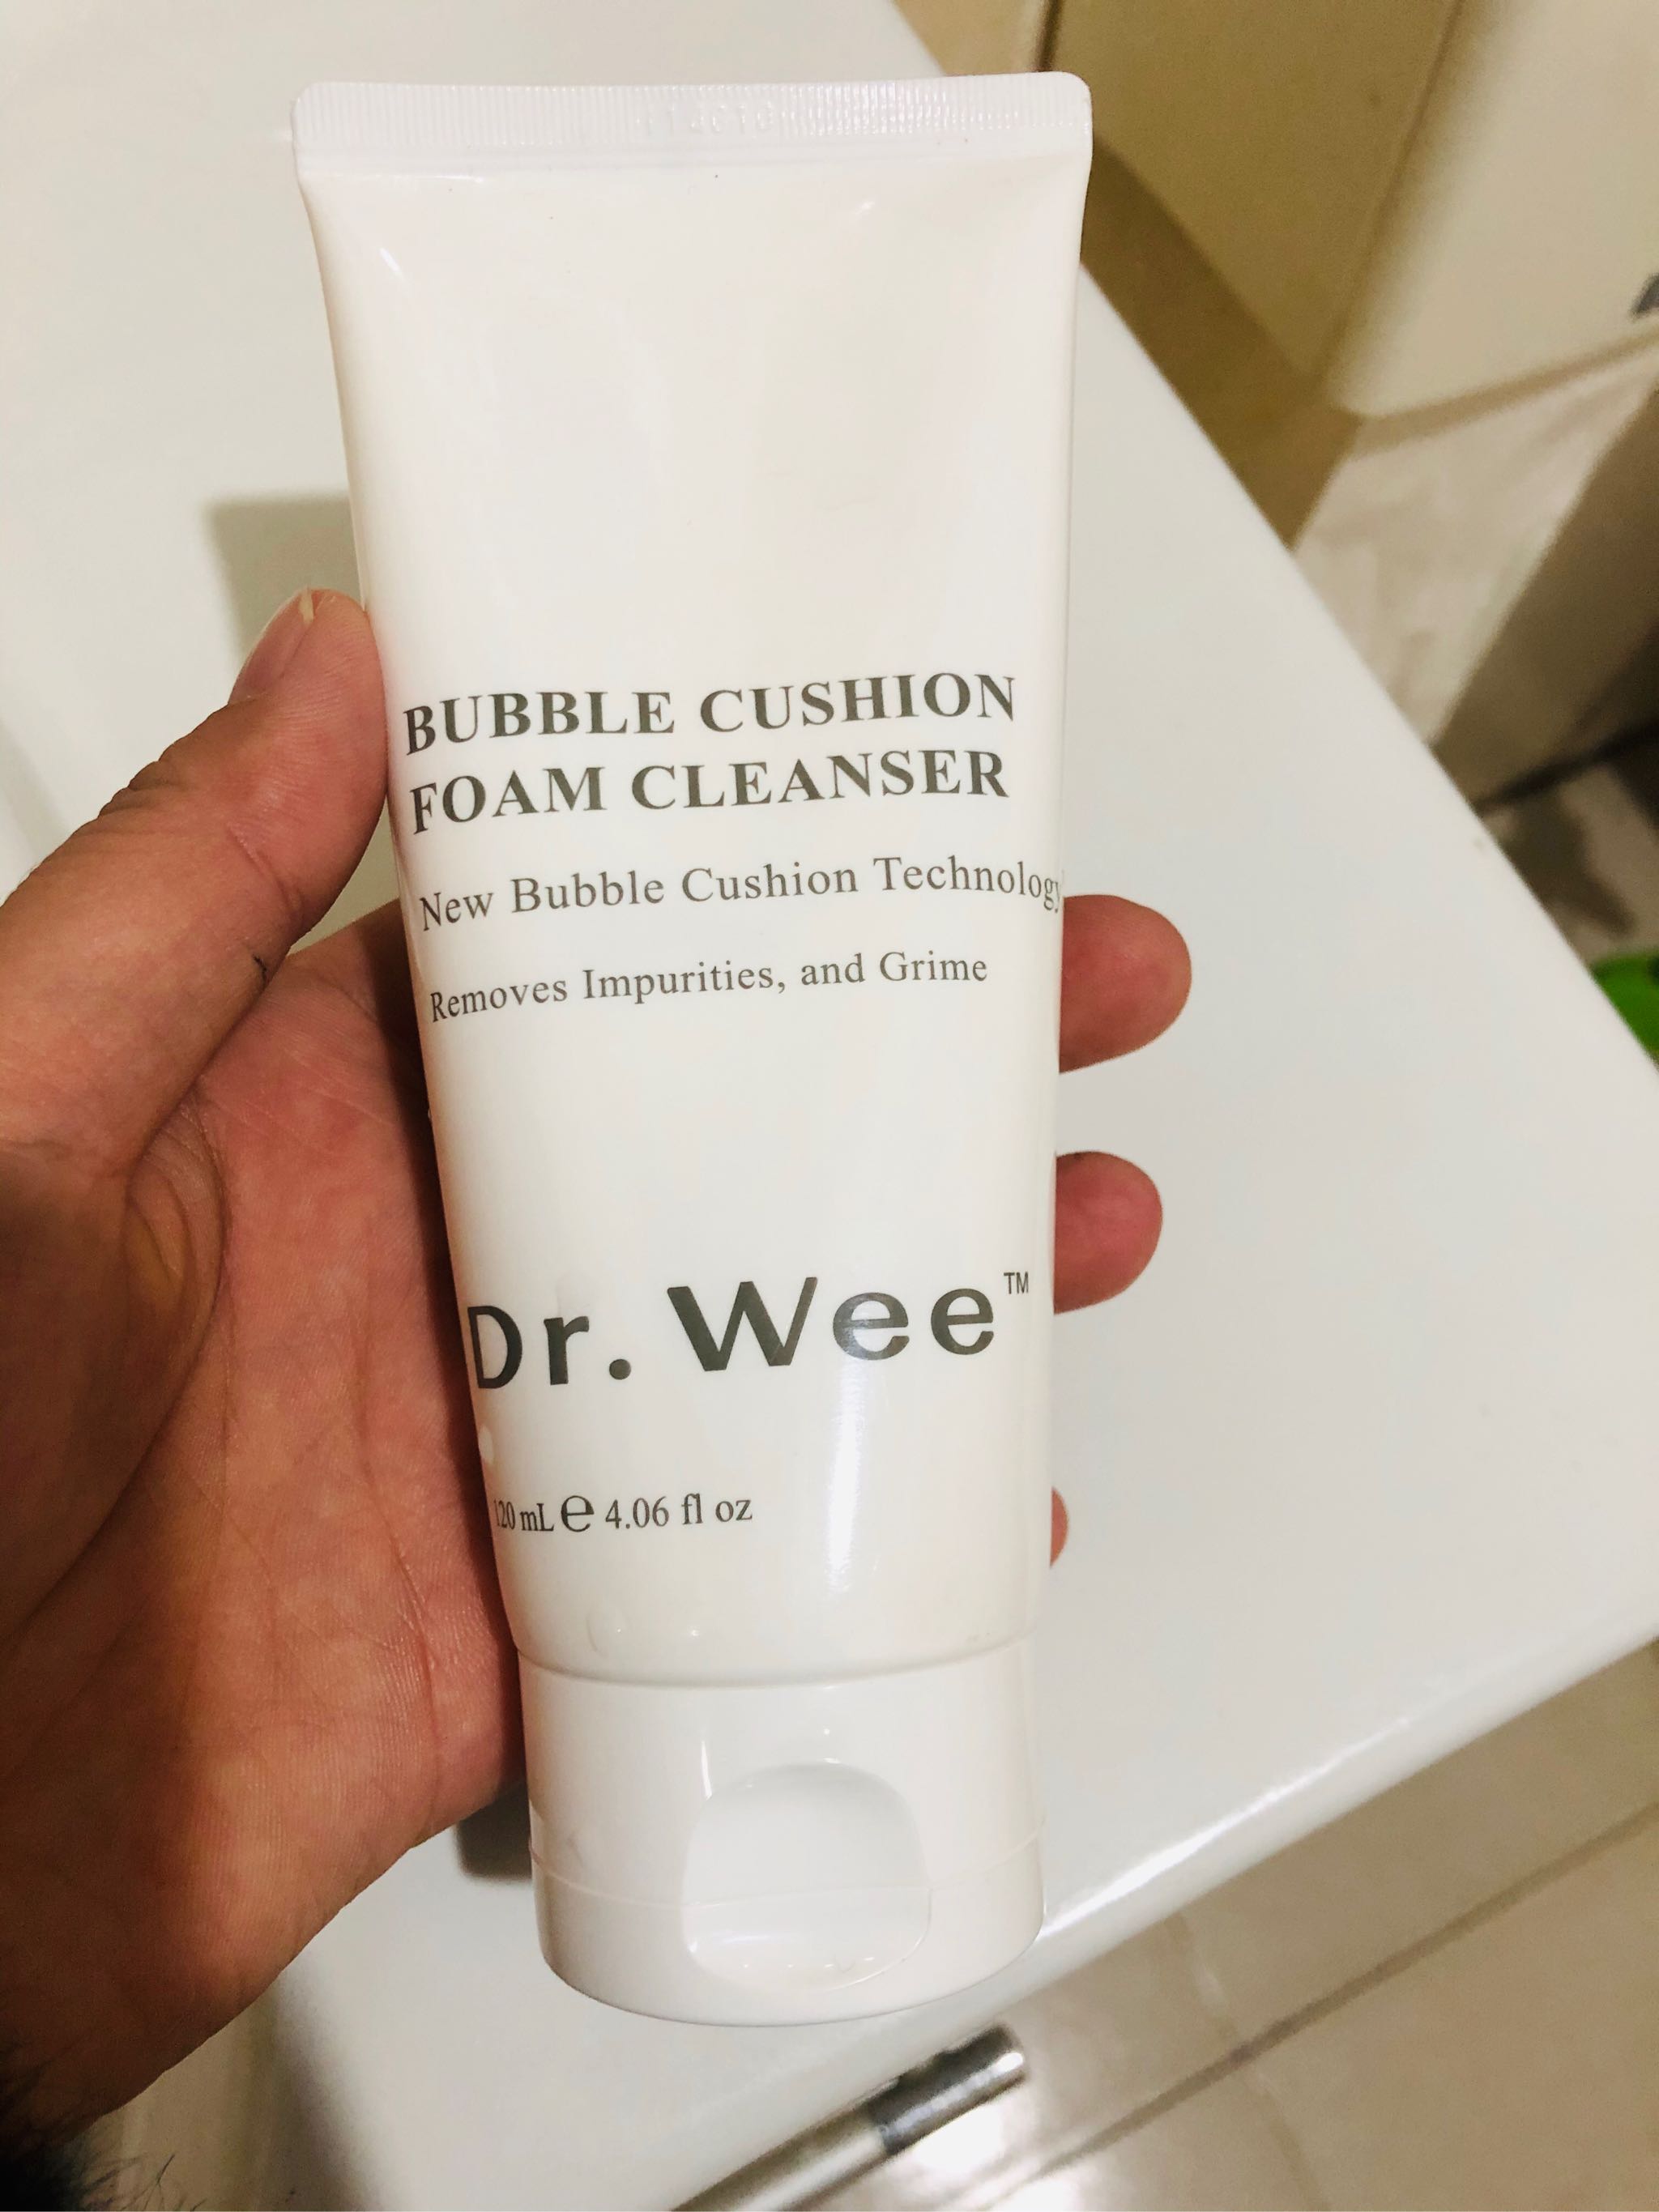 BUBBLE CUSHION
FOAM CLEANSER
New Bubble Cushion Technology
Removes Impurities, and Grime
Dr. Wee™
120 mL ℮ 4.06 fl oz